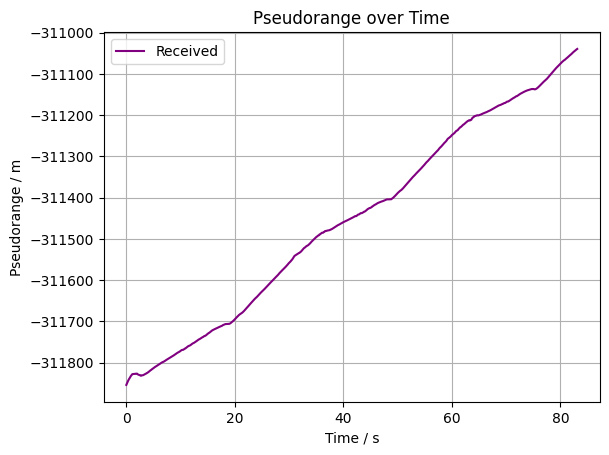 Pseudorange over Time
Received
Pseudorange / m
−311000
−311100
−311200
−311300
−311400
−311500
−311600
−311700
−311800
0 20 40 60 80
Time / s